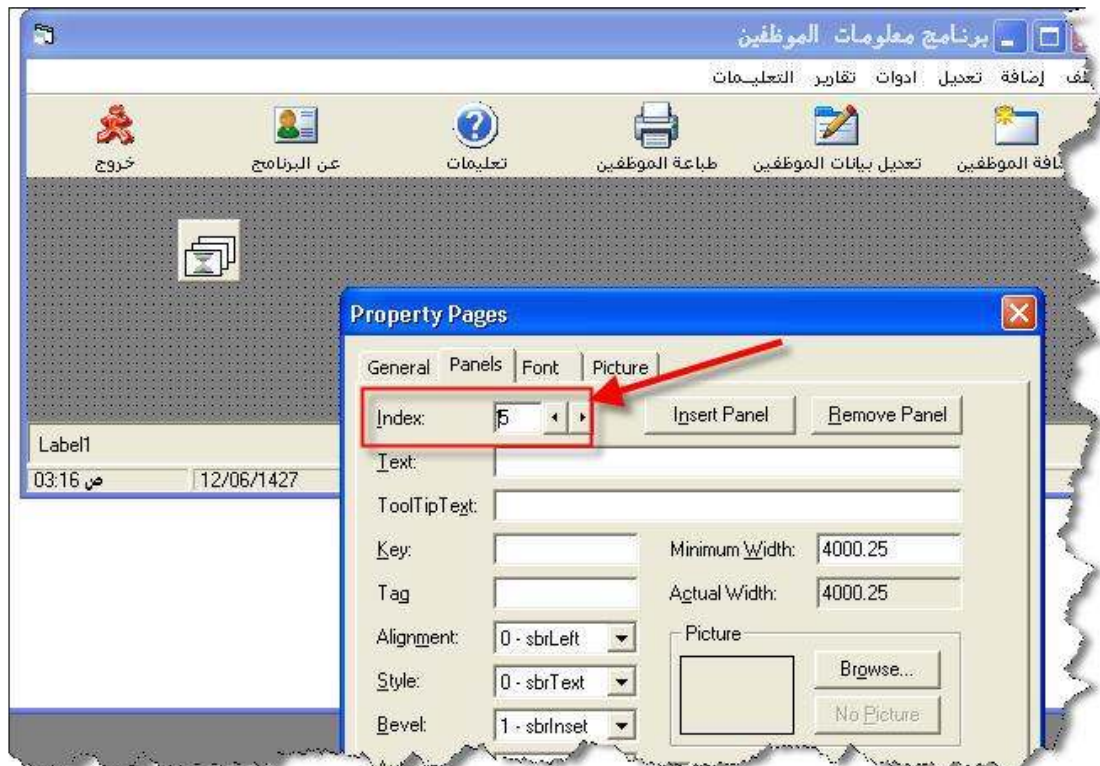 برنامج معلومات الموظفين
إضافة تعديل ادوات تقارير التعليمات
افة الموظفين تعديل بيانات الموظفين طباعة الموظفين تعليمات عن البرنامج خروج
Property Pages
General Panels Font Picture
Index: 5 Insert Panel Remove Panel
Label1
Text:
03:16 ص 12/06/1427
ToolTipText:
Key: Minimum Width: 4000.25
Tag Actual Width: 4000.25
Alignment: 0 - sbrLeft Picture
Style: 0 - sbrText Browse...
Bevel: 1 - sbrInset No Picture